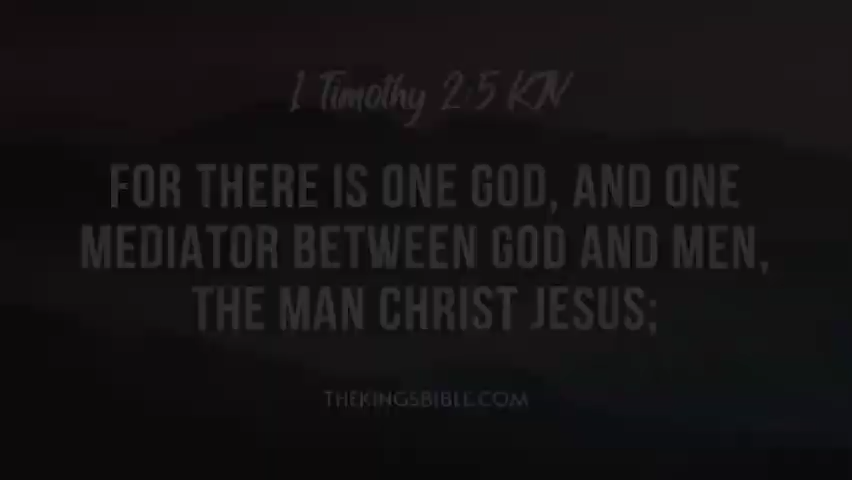 1 Timothy 2:5 KJV
FOR THERE IS ONE GOD, AND ONE
MEDIATOR BETWEEN GOD AND MEN,
THE MAN CHRIST JESUS;
THEKINGSBIBLE.COM